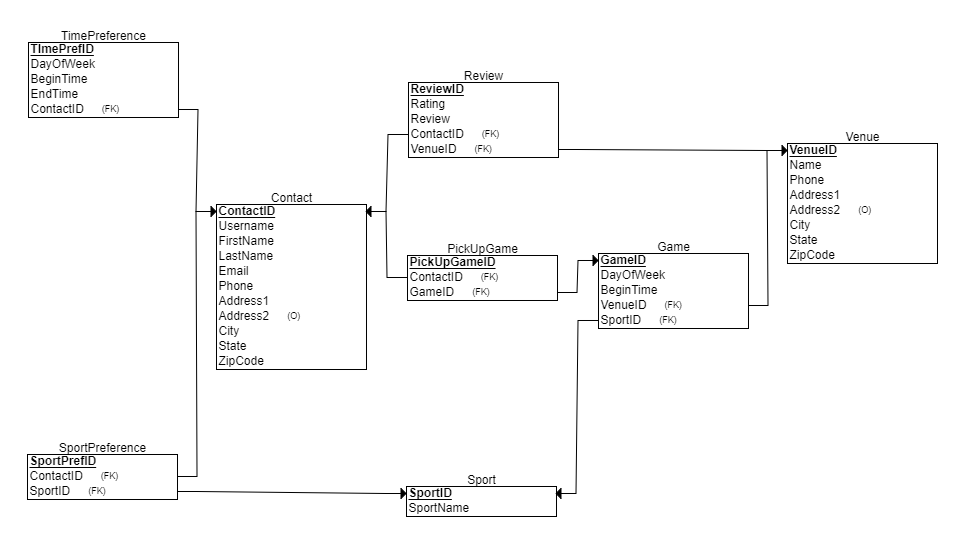 TimePreference
TImePrefID
DayOfWeek
BeginTime
EndTime
ContactID (FK)
Review
ReviewID
Rating
Review
ContactID (FK)
VenueID (FK)
Venue
VenueID
Name
Phone
Address1
Address2 (O)
City
State
ZipCode
Contact
ContactID
Username
FirstName
LastName
Email
Phone
Address1
Address2 (O)
City
State
ZipCode
PickUpGame
PickUpGameID
ContactID (FK)
GameID (FK)
Game
GameID
DayOfWeek
BeginTime
VenueID (FK)
SportID (FK)
SportPreference
SportPrefID
ContactID (FK)
SportID (FK)
Sport
SportID
SportName